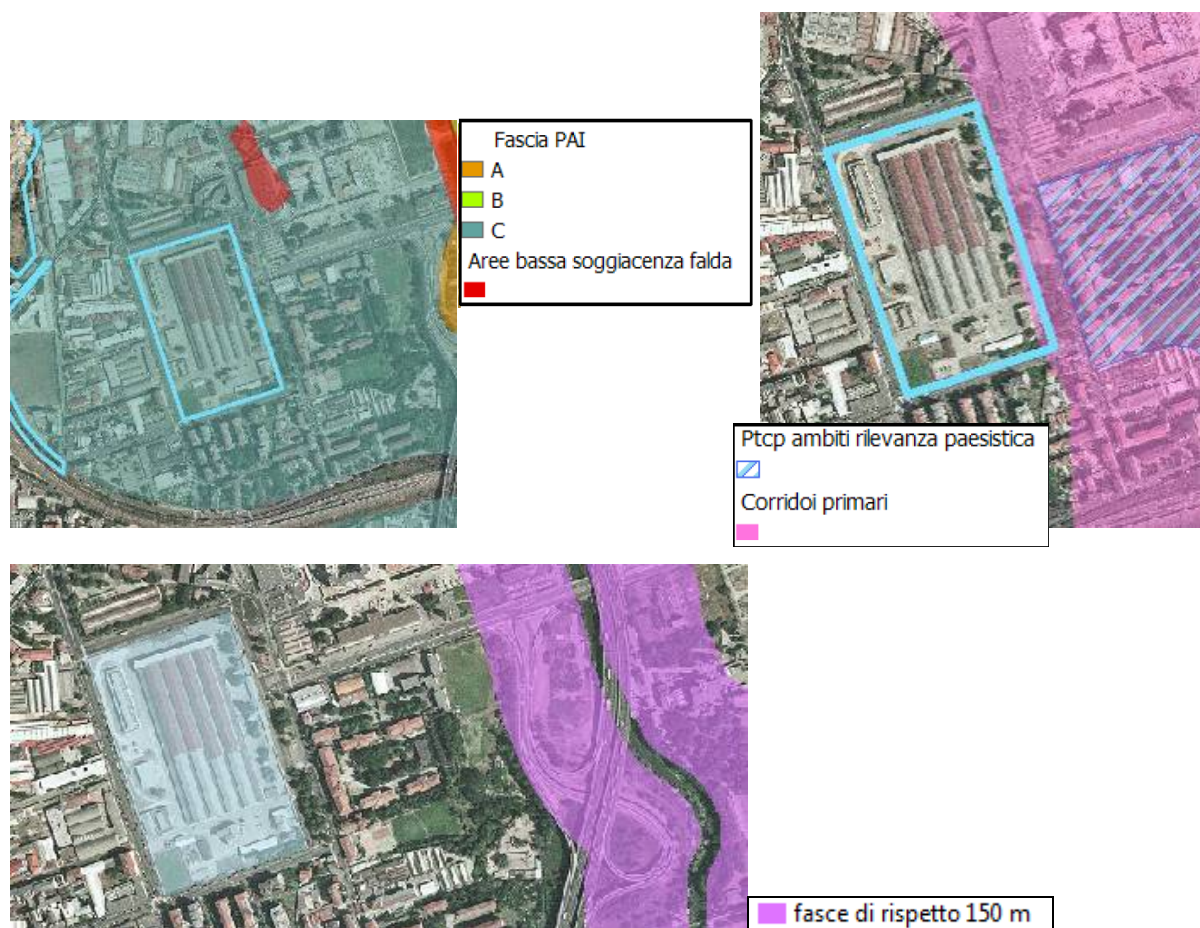 Fascia PAI
A
B
C
Aree bassa soggiacenza falda
Ptcp ambiti rilevanza paesistica
Corridoi primari
fasce di rispetto 150 m